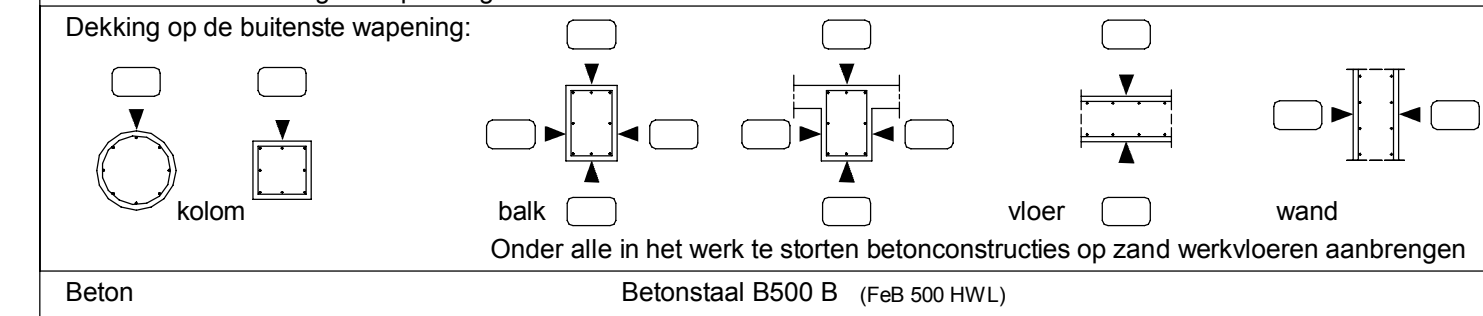 Dekking op de buitenste wapening:
kolom balk vloer wand
Onder alle in het werk te storten betonconstructies op zand werkvloeren aanbrengen
Beton Betonstaal B500 B (FeB 500 HWL)